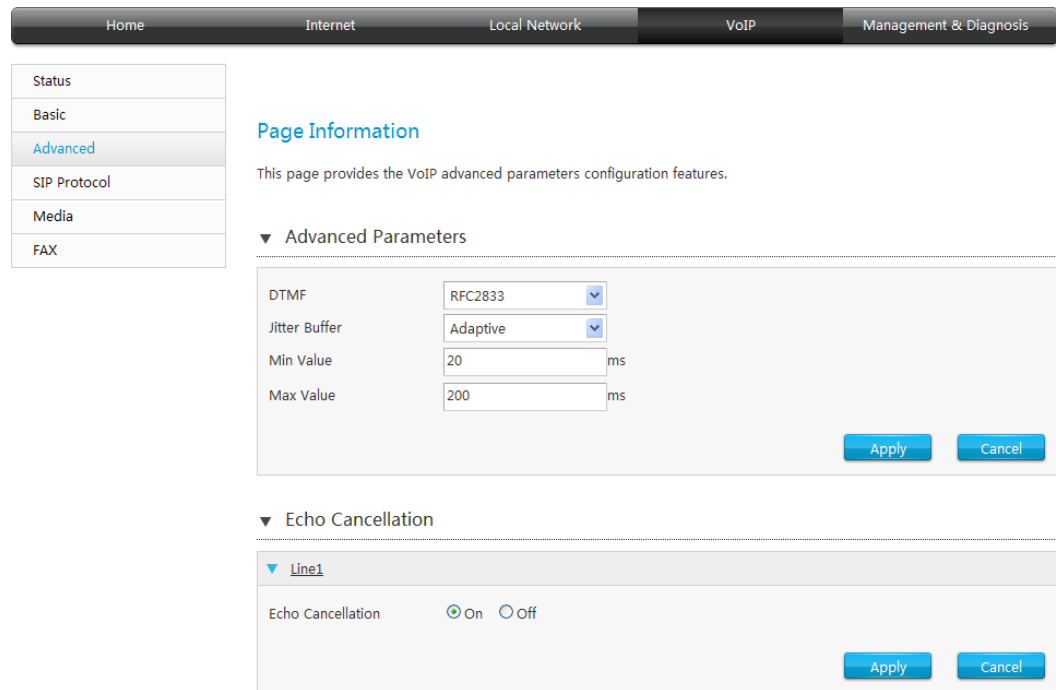 Home Internet Local Network VoIP Management & Diagnosis
Status
Basic
Advanced
SIP Protocol
Media
FAX
Page Information
This page provides the VoIP advanced parameters configuration features.
Advanced Parameters
DTMF RFC2833
Jitter Buffer Adaptive
Min Value 20 ms
Max Value 200 ms
Apply Cancel
Echo Cancellation
Line1
Echo Cancellation On Off
Apply Cancel